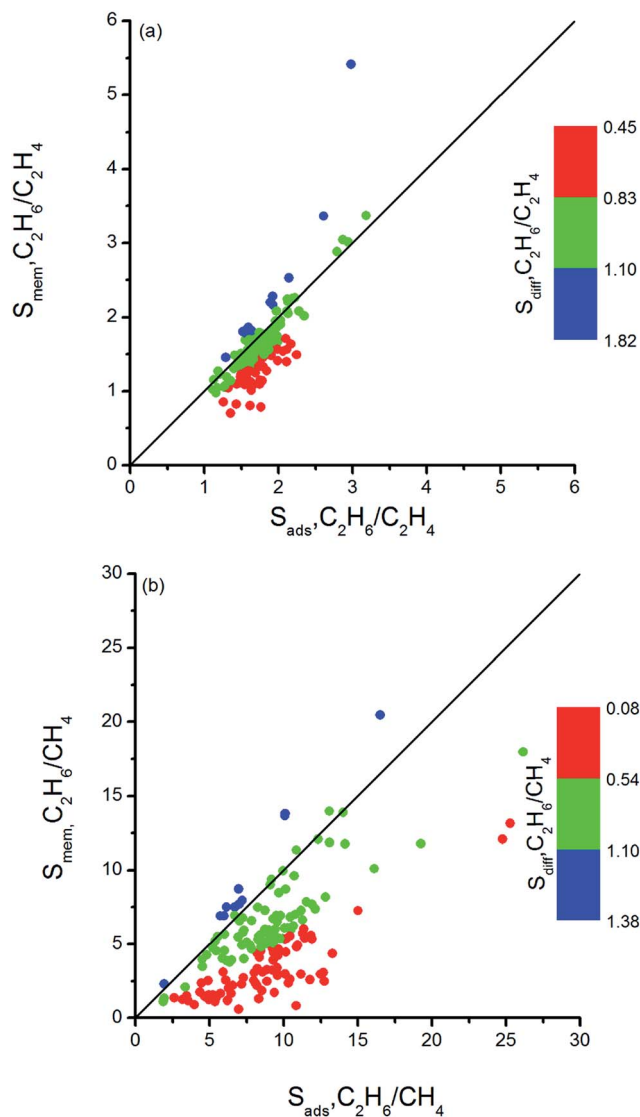 (a)
6
5
4
3
2
1
0
S_mem, C₂H₆/C₂H₄
0 1 2 3 4 5 6
S_ads, C₂H₆/C₂H₄
S_diff, C₂H₆/C₂H₄
0.45
0.83
1.10
1.82
(b)
30
25
20
15
10
5
0
S_mem, C₂H₆/CH₄
0 5 10 15 20 25 30
S_ads, C₂H₆/CH₄
S_diff, C₂H₆/CH₄
0.08
0.54
1.10
1.38